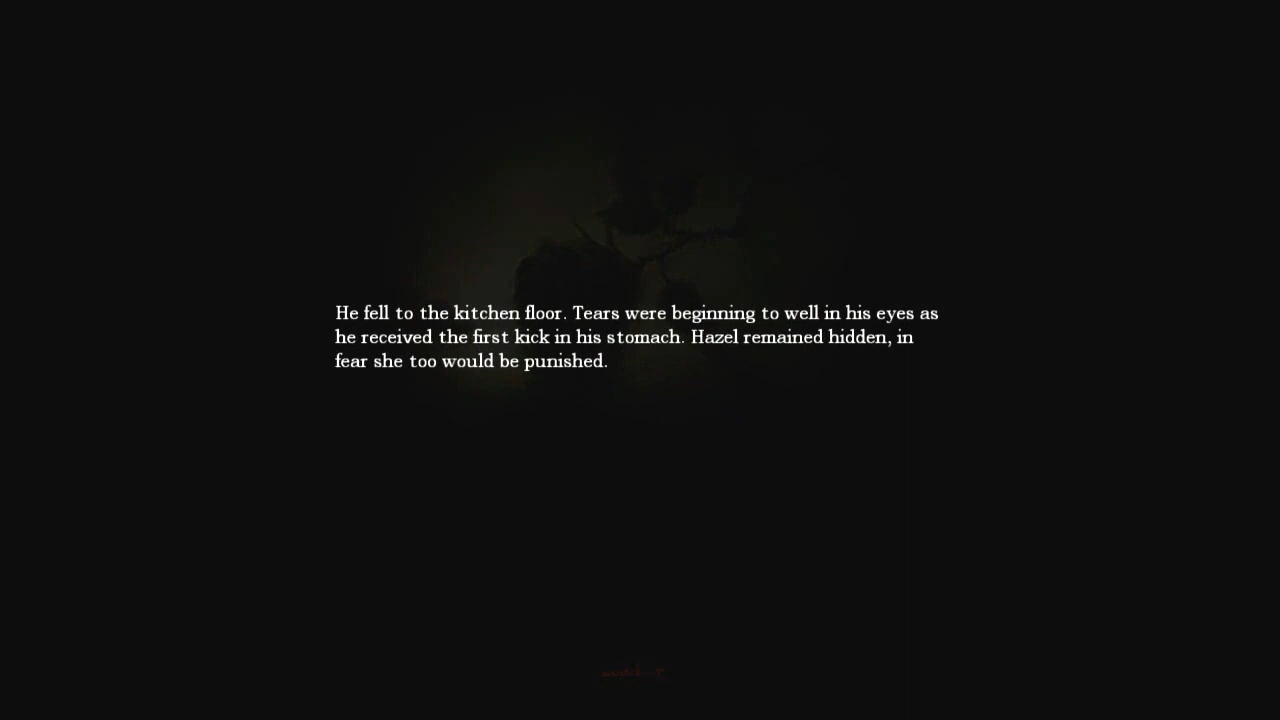 He fell to the kitchen floor. Tears were beginning to well in his eyes as
he received the first kick in his stomach. Hazel remained hidden, in
fear she too would be punished.